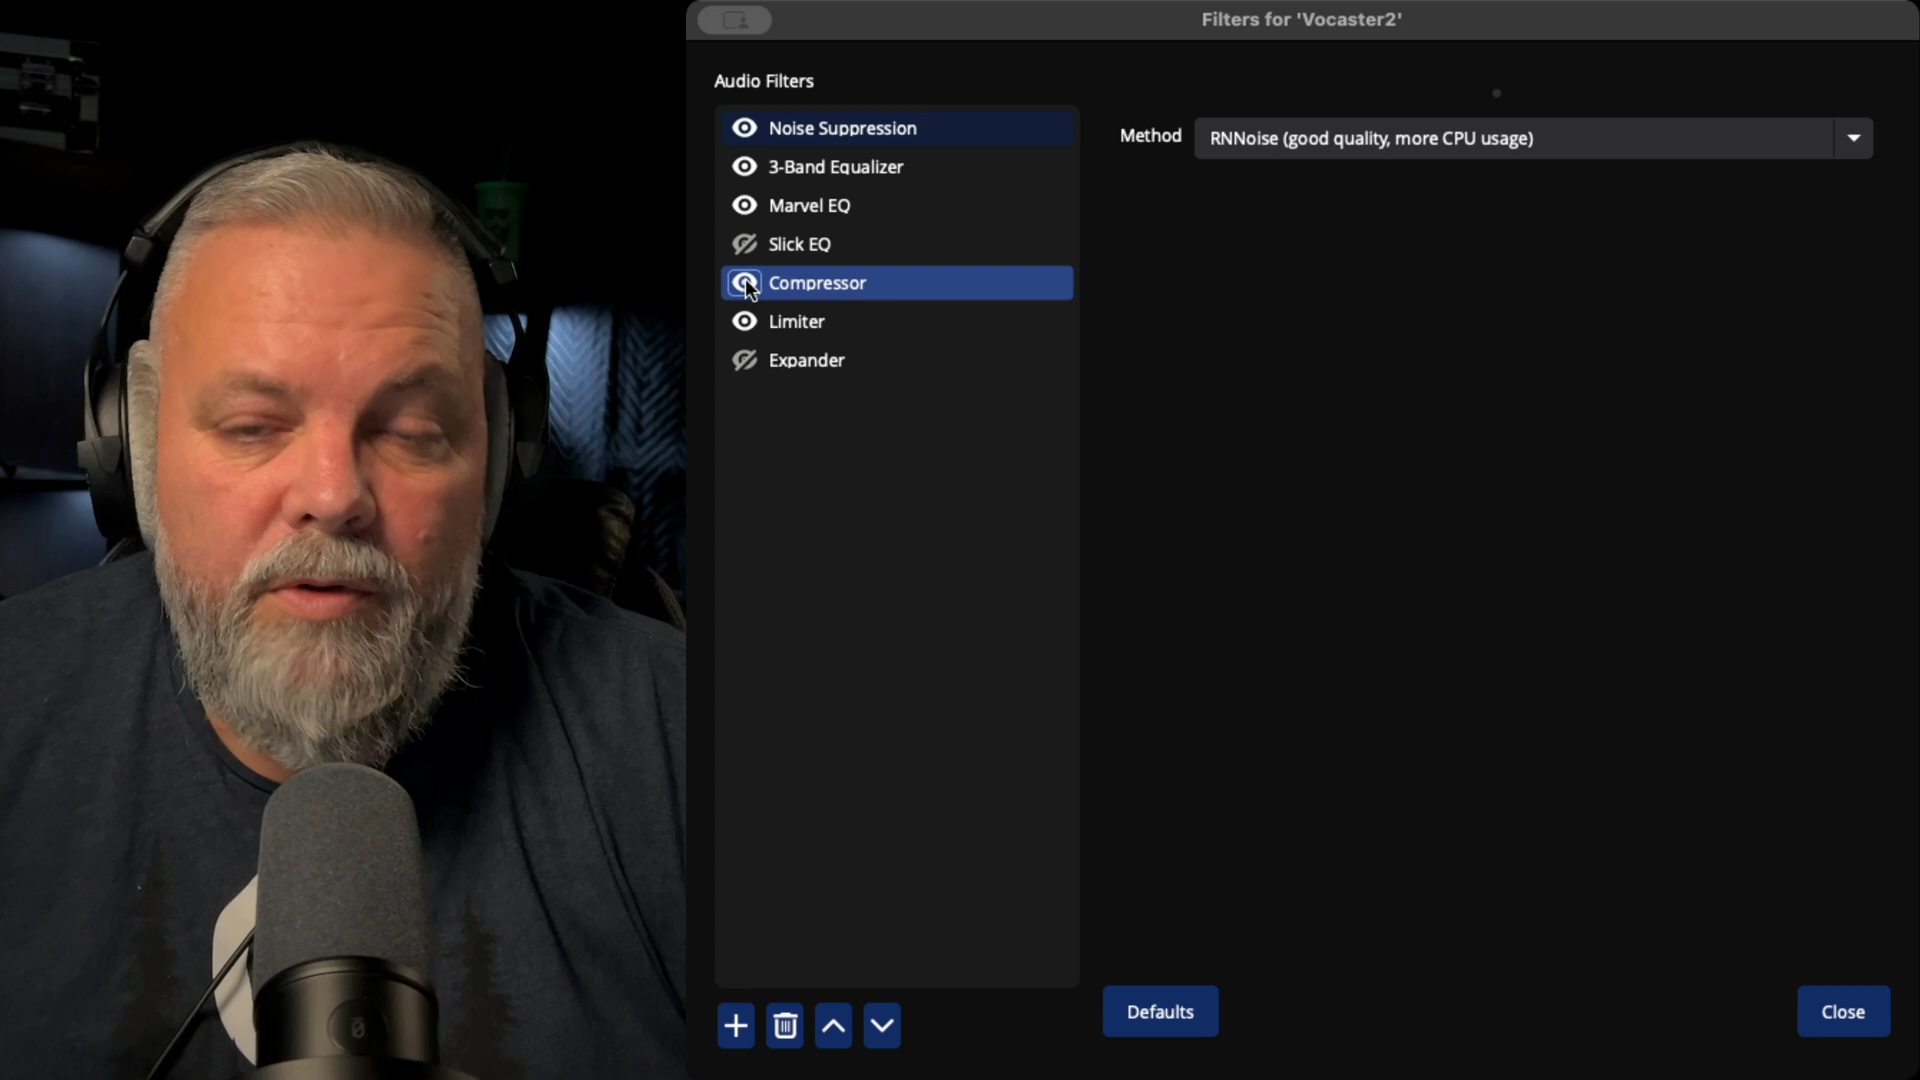 Filters for 'Vocaster2'
Audio Filters
Noise Suppression
3-Band Equalizer
Marvel EQ
Slick EQ
Compressor
Limiter
Expander
Method
RNNoise (good quality, more CPU usage)
Defaults
Close